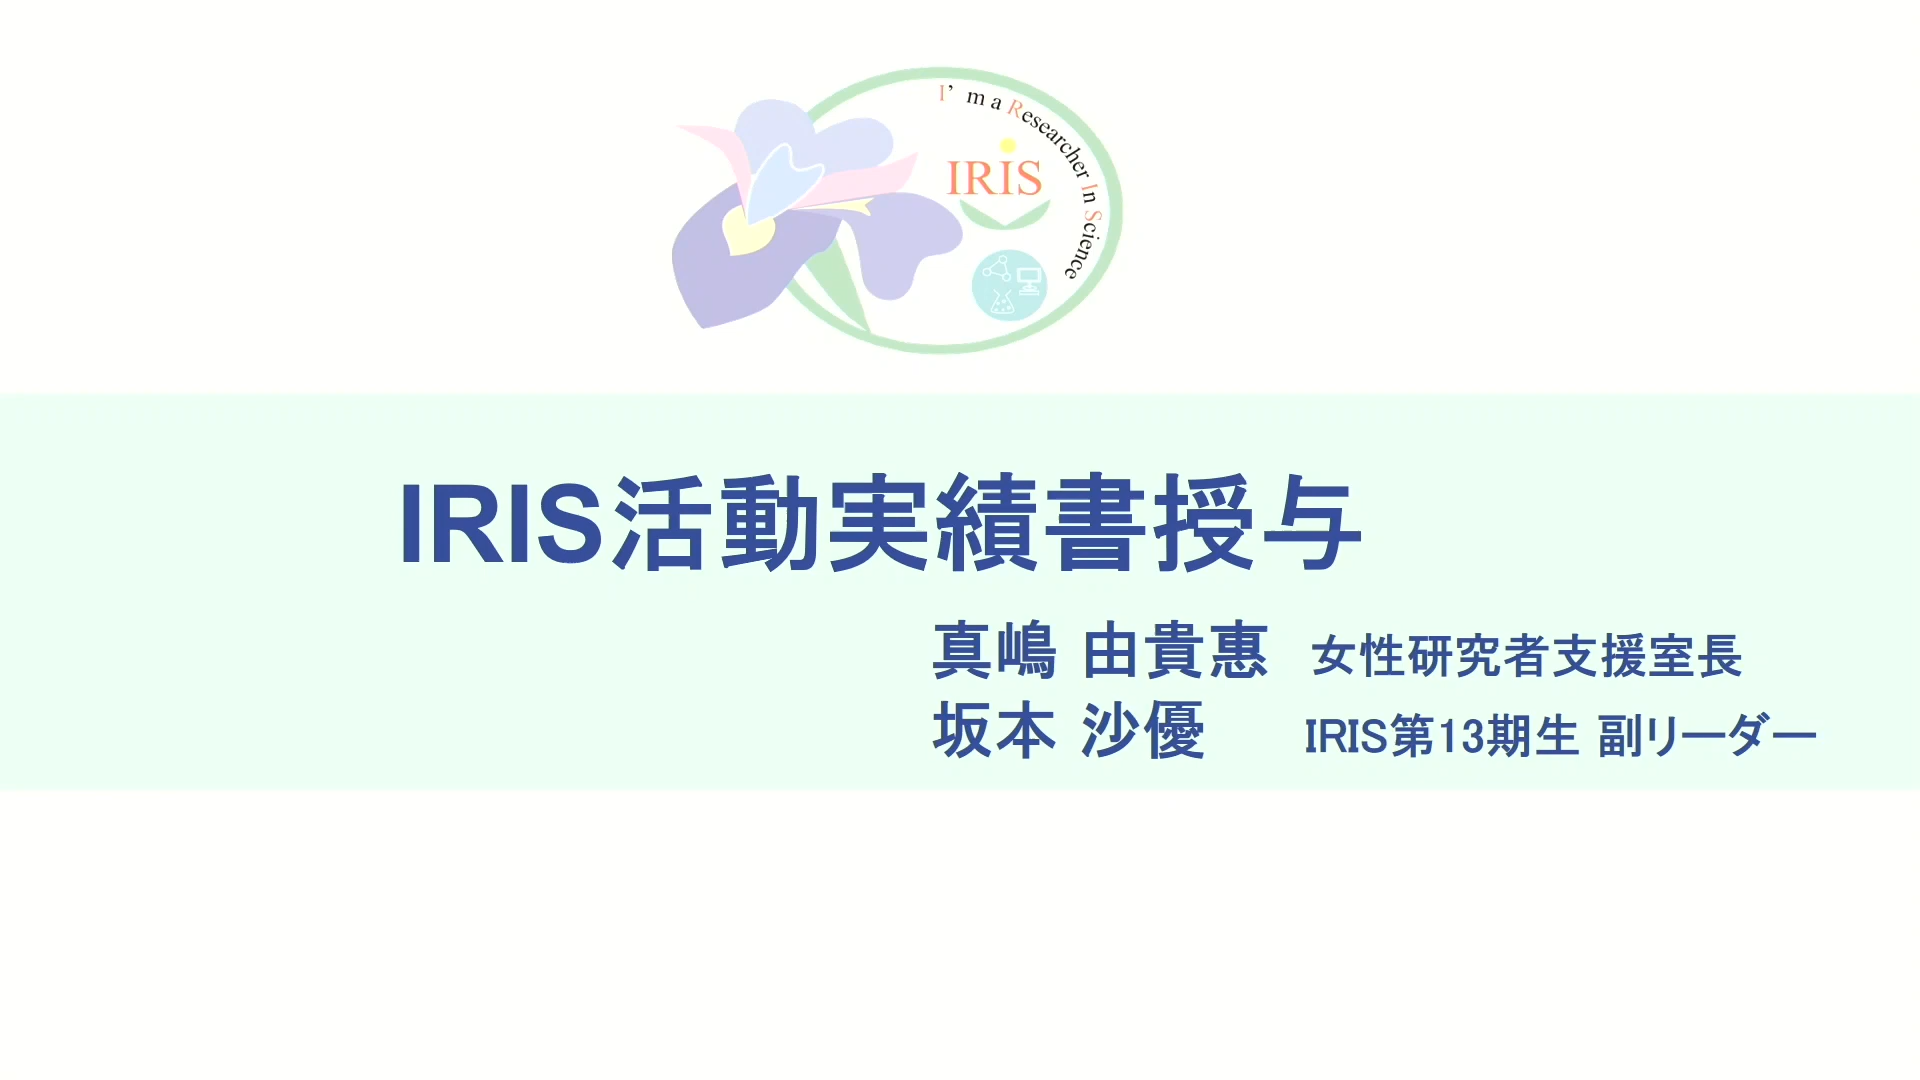 I’ m a Researcher In Science
IRIS
IRIS活動実績書授与
真嶋 由貴惠 女性研究者支援室長
坂本 沙優 IRIS第13期生 副リーダー